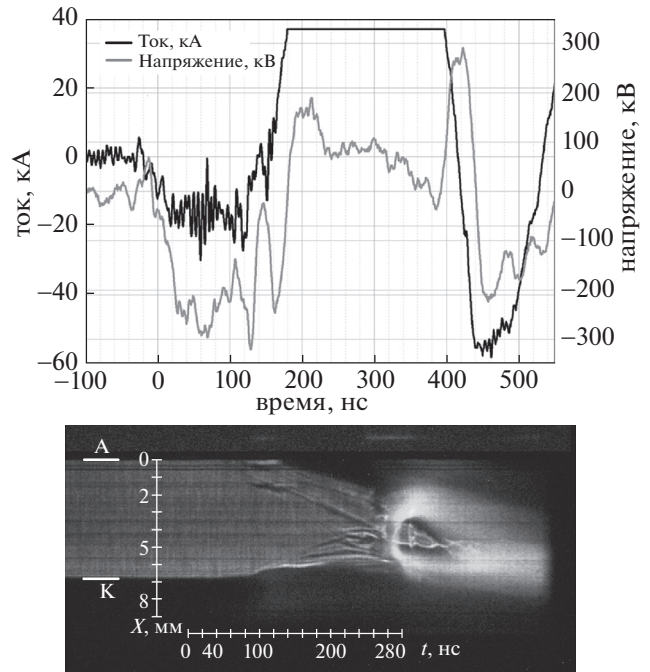 40
20
0
−20
−40
−60
ток, кА
Ток, кА
Напряжение, кВ
300
200
100
0
−100
−200
−300
напряжение, кВ
−100 0 100 200 300 400 500
время, нс
А
К
0
2
5
8
X, мм
0 40 100 200 280 t, нс